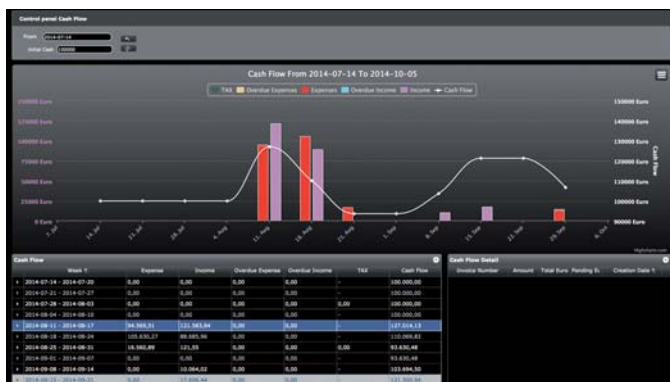 Control panel Cash Flow
From 2014-07-14
Initial Cash 100000
Cash Flow From 2014-07-14 To 2014-10-05
TAX Overdue Expenses Expenses Overdue Income Income Cash Flow
150000 Euro
125000 Euro
100000 Euro
75000 Euro
50000 Euro
25000 Euro
0 Euro
150000 Euro
140000 Euro
130000 Euro
120000 Euro
110000 Euro
100000 Euro
90000 Euro
Cash Flow
7. Jul 14. Jul 21. Jul 28. Jul 4. Aug 11. Aug 18. Aug 25. Aug 1. Sep 8. Sep 15. Sep 22. Sep 29. Sep 6. Oct
Highcharts.com
Cash Flow
Week Expense Income Overdue Expense Overdue Income TAX Cash Flow
2014-07-14 - 2014-07-20 0,00 0,00 0,00 0,00 - 100.000,00
2014-07-21 - 2014-07-27 0,00 0,00 0,00 0,00 - 100.000,00
2014-07-28 - 2014-08-03 0,00 0,00 0,00 0,00 0,00 100.000,00
2014-08-04 - 2014-08-10 0,00 0,00 0,00 0,00 - 100.000,00
2014-08-11 - 2014-08-17 94.569,51 121.583,64 0,00 0,00 - 127.014,13
2014-08-18 - 2014-08-24 105.630,27 88.685,96 0,00 0,00 - 110.069,82
2014-08-25 - 2014-08-31 16.560,89 121,55 0,00 0,00 0,00 93.630,48
2014-09-01 - 2014-09-07 0,00 0,00 0,00 0,00 - 93.630,48
2014-09-08 - 2014-09-14 0,00 10.064,02 0,00 0,00 - 103.694,50
Cash Flow Detail
Invoice Number Amount Total Euro Pending Eu Creation Date